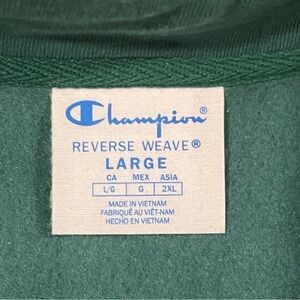 Champion®
REVERSE WEAVE®
LARGE
CA MEX ASIA
L/G G 2XL
MADE IN VIETNAM
FABRIQUÉ AU VIÊT-NAM
HECHO EN VIETNAM